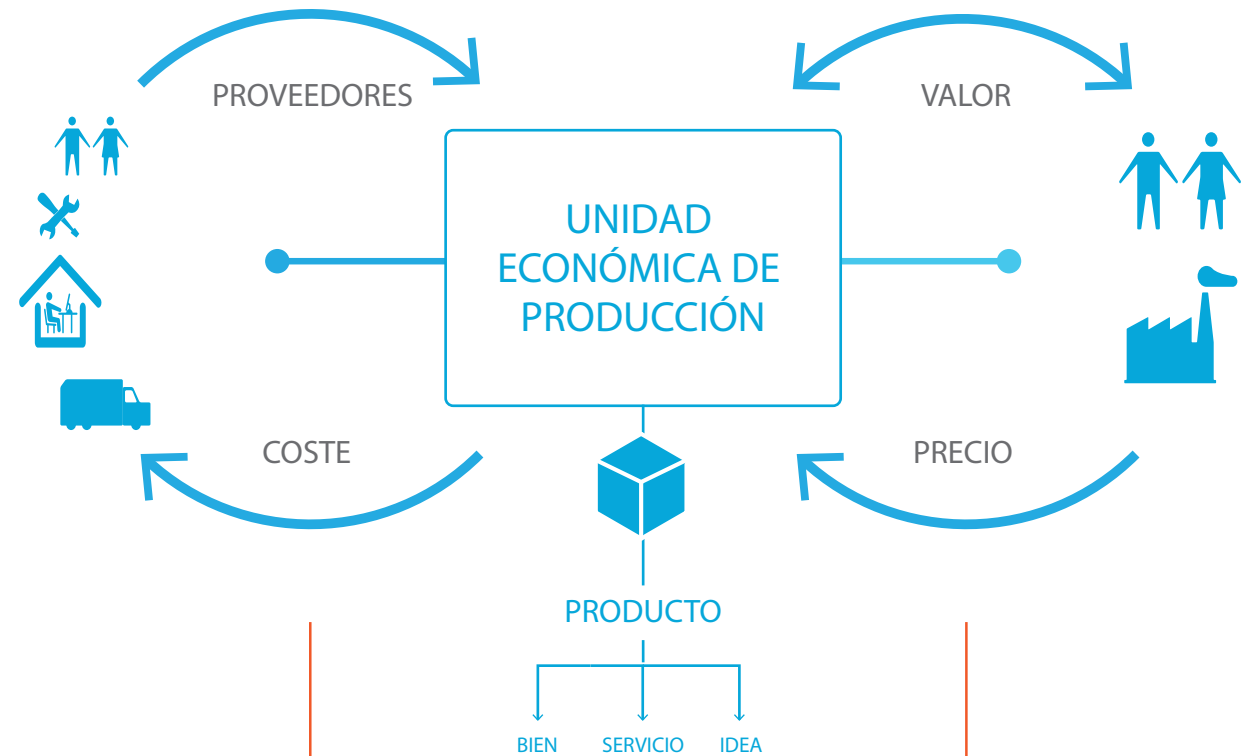 PROVEEDORES
VALOR
UNIDAD
ECONÓMICA DE
PRODUCCIÓN
COSTE
PRECIO
PRODUCTO
BIEN
SERVICIO
IDEA